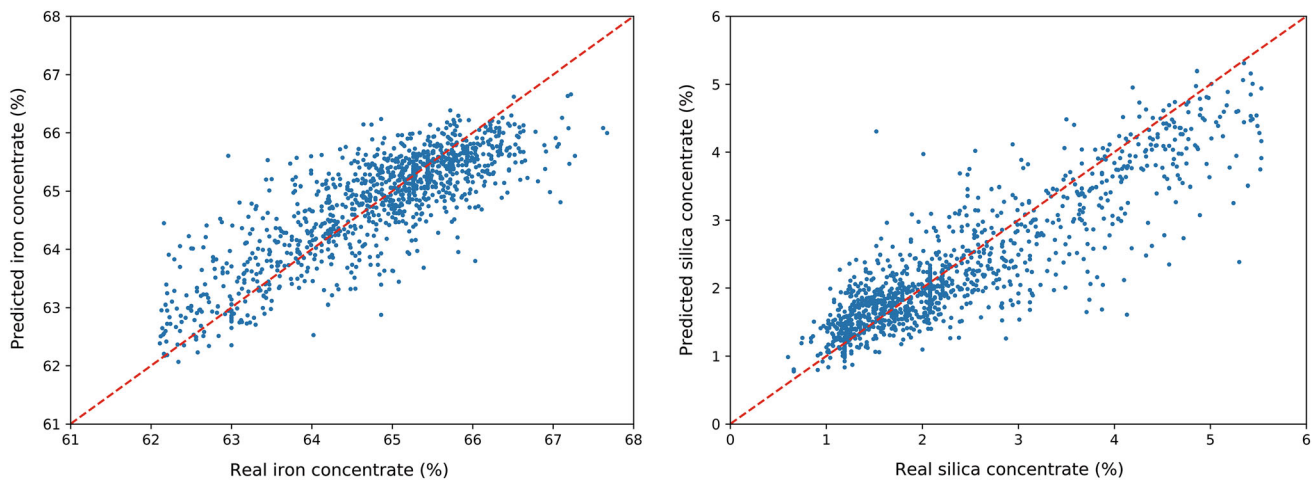 68
67
66
65
64
63
62
61
61 62 63 64 65 66 67 68
Predicted iron concentrate (%)
Real iron concentrate (%)
6
5
4
3
2
1
0
0 1 2 3 4 5 6
Predicted silica concentrate (%)
Real silica concentrate (%)